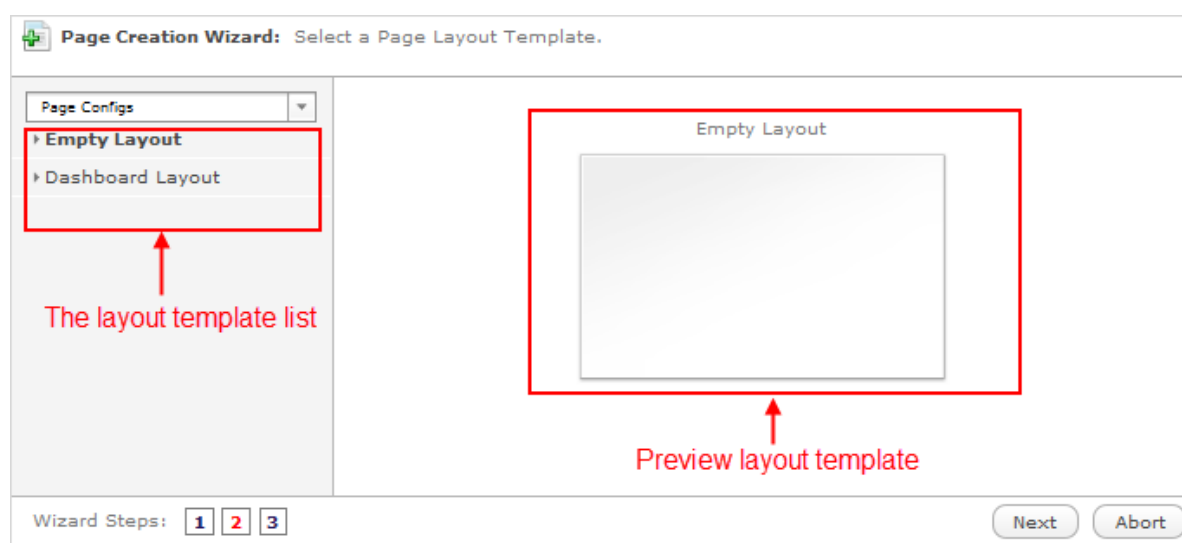 Page Creation Wizard: Select a Page Layout Template.
Page Configs
Empty Layout
Dashboard Layout
The layout template list
Empty Layout
Preview layout template
Wizard Steps: 1 2 3
Next Abort